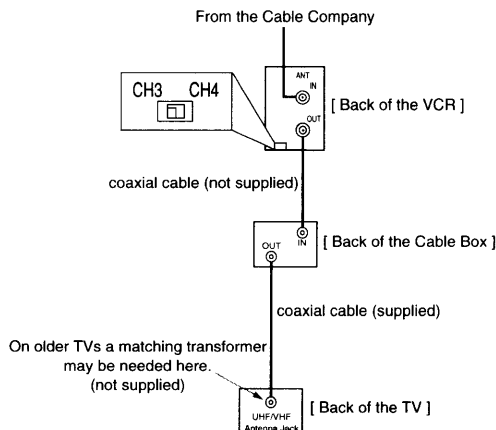 From the Cable Company
CH3 CH4
ANT
IN
OUT
[ Back of the VCR ]
coaxial cable (not supplied)
OUT
IN
[ Back of the Cable Box ]
coaxial cable (supplied)
On older TVs a matching transformer
may be needed here.
(not supplied)
UHF/VHF
Antenna Jack
[ Back of the TV ]